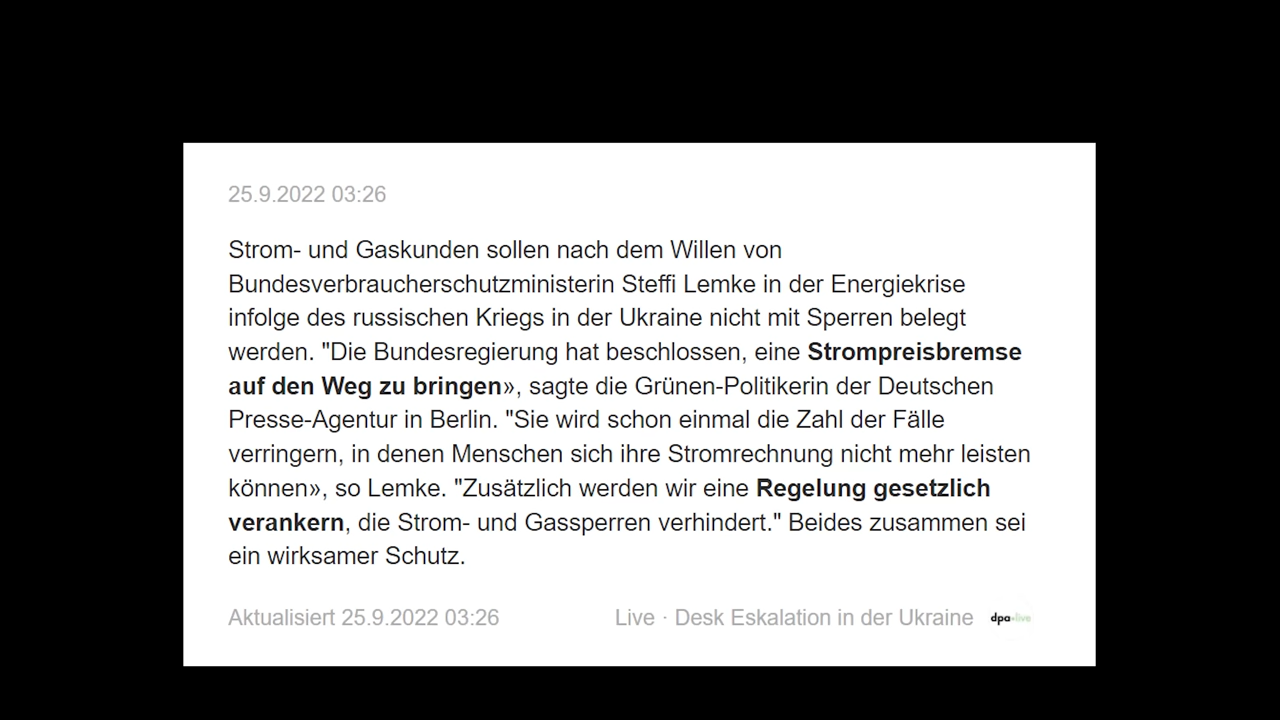 25.9.2022 03:26
Strom- und Gaskunden sollen nach dem Willen von
Bundesverbraucherschutzministerin Steffi Lemke in der Energiekrise
infolge des russischen Kriegs in der Ukraine nicht mit Sperren belegt
werden. "Die Bundesregierung hat beschlossen, eine Strompreisbremse
auf den Weg zu bringen», sagte die Grünen-Politikerin der Deutschen
Presse-Agentur in Berlin. "Sie wird schon einmal die Zahl der Fälle
verringern, in denen Menschen sich ihre Stromrechnung nicht mehr leisten
können», so Lemke. "Zusätzlich werden wir eine Regelung gesetzlich
verankern, die Strom- und Gassperren verhindert." Beides zusammen sei
ein wirksamer Schutz.
Aktualisiert 25.9.2022 03:26 Live · Desk Eskalation in der Ukraine dpa-live